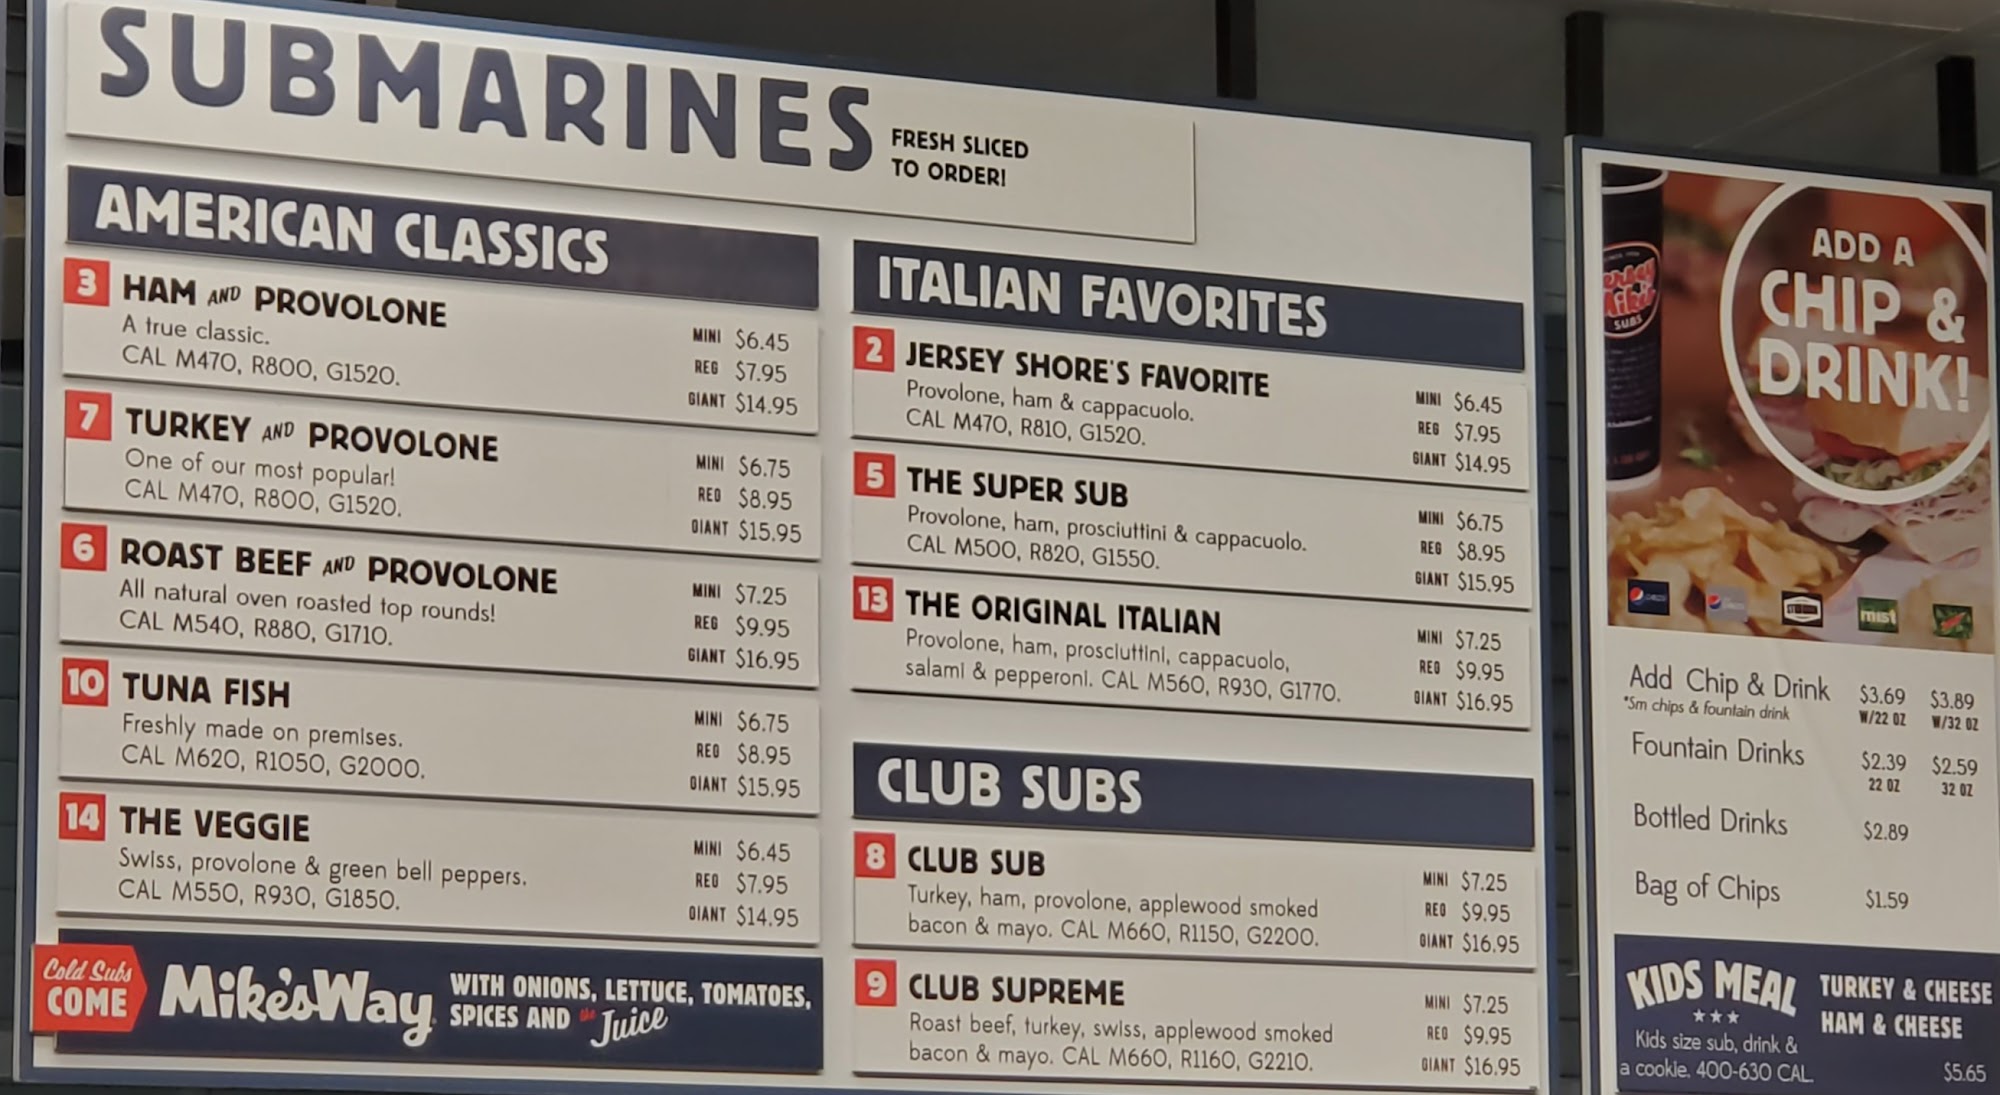 SUBMARINES
FRESH SLICED
TO ORDER!
AMERICAN CLASSICS
3 HAM AND PROVOLONE
A true classic.
CAL M470, R800, G1520.
MINI $6.45
REG $7.95
GIANT $14.95
7 TURKEY AND PROVOLONE
One of our most popular!
CAL M470, R800, G1520.
MINI $6.75
REG $8.95
GIANT $15.95
6 ROAST BEEF AND PROVOLONE
All natural oven roasted top rounds!
CAL M540, R880, G1710.
MINI $7.25
REG $9.95
GIANT $16.95
10 TUNA FISH
Freshly made on premises.
CAL M620, R1050, G2000.
MINI $6.75
REG $8.95
GIANT $15.95
14 THE VEGGIE
Swiss, provolone & green bell peppers.
CAL M550, R930, G1850.
MINI $6.45
REG $7.95
GIANT $14.95
Cold Subs
COME
Mike's Way
WITH ONIONS, LETTUCE, TOMATOES,
SPICES AND the Juice
ITALIAN FAVORITES
2 JERSEY SHORE'S FAVORITE
Provolone, ham & cappacuolo.
CAL M470, R810, G1520.
MINI $6.45
REG $7.95
GIANT $14.95
5 THE SUPER SUB
Provolone, ham, prosciuttini & cappacuolo.
CAL M500, R820, G1550.
MINI $6.75
REG $8.95
GIANT $15.95
13 THE ORIGINAL ITALIAN
Provolone, ham, prosciuttini, cappacuolo,
salami & pepperoni. CAL M560, R930, G1770.
MINI $7.25
REG $9.95
GIANT $16.95
CLUB SUBS
8 CLUB SUB
Turkey, ham, provolone, applewood smoked
bacon & mayo. CAL M660, R1150, G2200.
MINI $7.25
REG $9.95
GIANT $16.95
9 CLUB SUPREME
Roast beef, turkey, swiss, applewood smoked
bacon & mayo. CAL M660, R1160, G2210.
MINI $7.25
REG $9.95
GIANT $16.95
Jersey
Mike's
SUBS
ADD A
CHIP &
DRINK!
pepsi
mist
Add Chip & Drink $3.69 $3.89
*Sm chips & fountain drink W/22 OZ W/32 OZ
Fountain Drinks $2.39 $2.59
22 OZ 32 OZ
Bottled Drinks $2.89
Bag of Chips $1.59
KIDS MEAL
Kids size sub, drink &
a cookie. 400-630 CAL.
TURKEY & CHEESE
HAM & CHEESE
$5.65